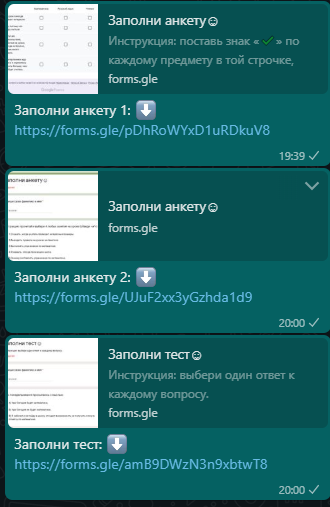 Заполни анкету☺
Инструкция: поставь знак «✓» по
каждому предмету в той строчке,
forms.gle
Заполни анкету 1: ⬇
https://forms.gle/pDhRoWYxD1uRDkuV8
19:39 ✓
Заполни анкету☺
forms.gle
Заполни анкету 2: ⬇
https://forms.gle/UJuF2xx3yGzhda1d9
20:00 ✓
Заполни тест☺
Инструкция: выбери один ответ к
каждому вопросу.
forms.gle
Заполни тест: ⬇
https://forms.gle/amB9DWzN3n9xbtwT8
20:00 ✓